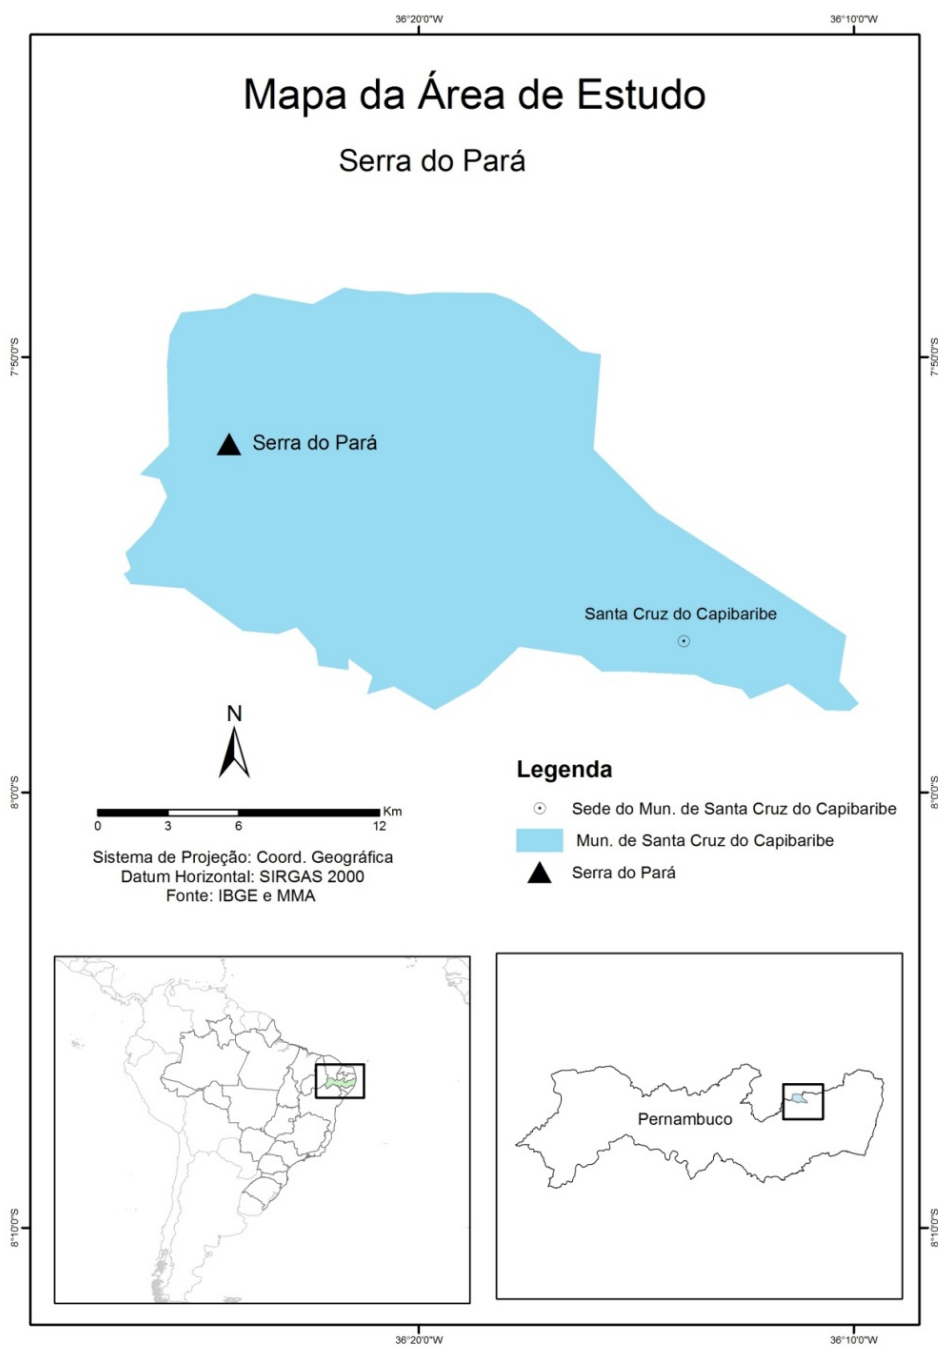 36°20'0"W
36°10'0"W
Mapa da Área de Estudo
Serra do Pará
7°50'0"S
7°50'0"S
Serra do Pará
Santa Cruz do Capibaribe
N
Legenda
8°0'0"S
8°0'0"S
Km
0 3 6 12
Sede do Mun. de Santa Cruz do Capibaribe
Mun. de Santa Cruz do Capibaribe
Serra do Pará
Sistema de Projeção: Coord. Geográfica
Datum Horizontal: SIRGAS 2000
Fonte: IBGE e MMA
Pernambuco
8°10'0"S
8°10'0"S
36°20'0"W
36°10'0"W